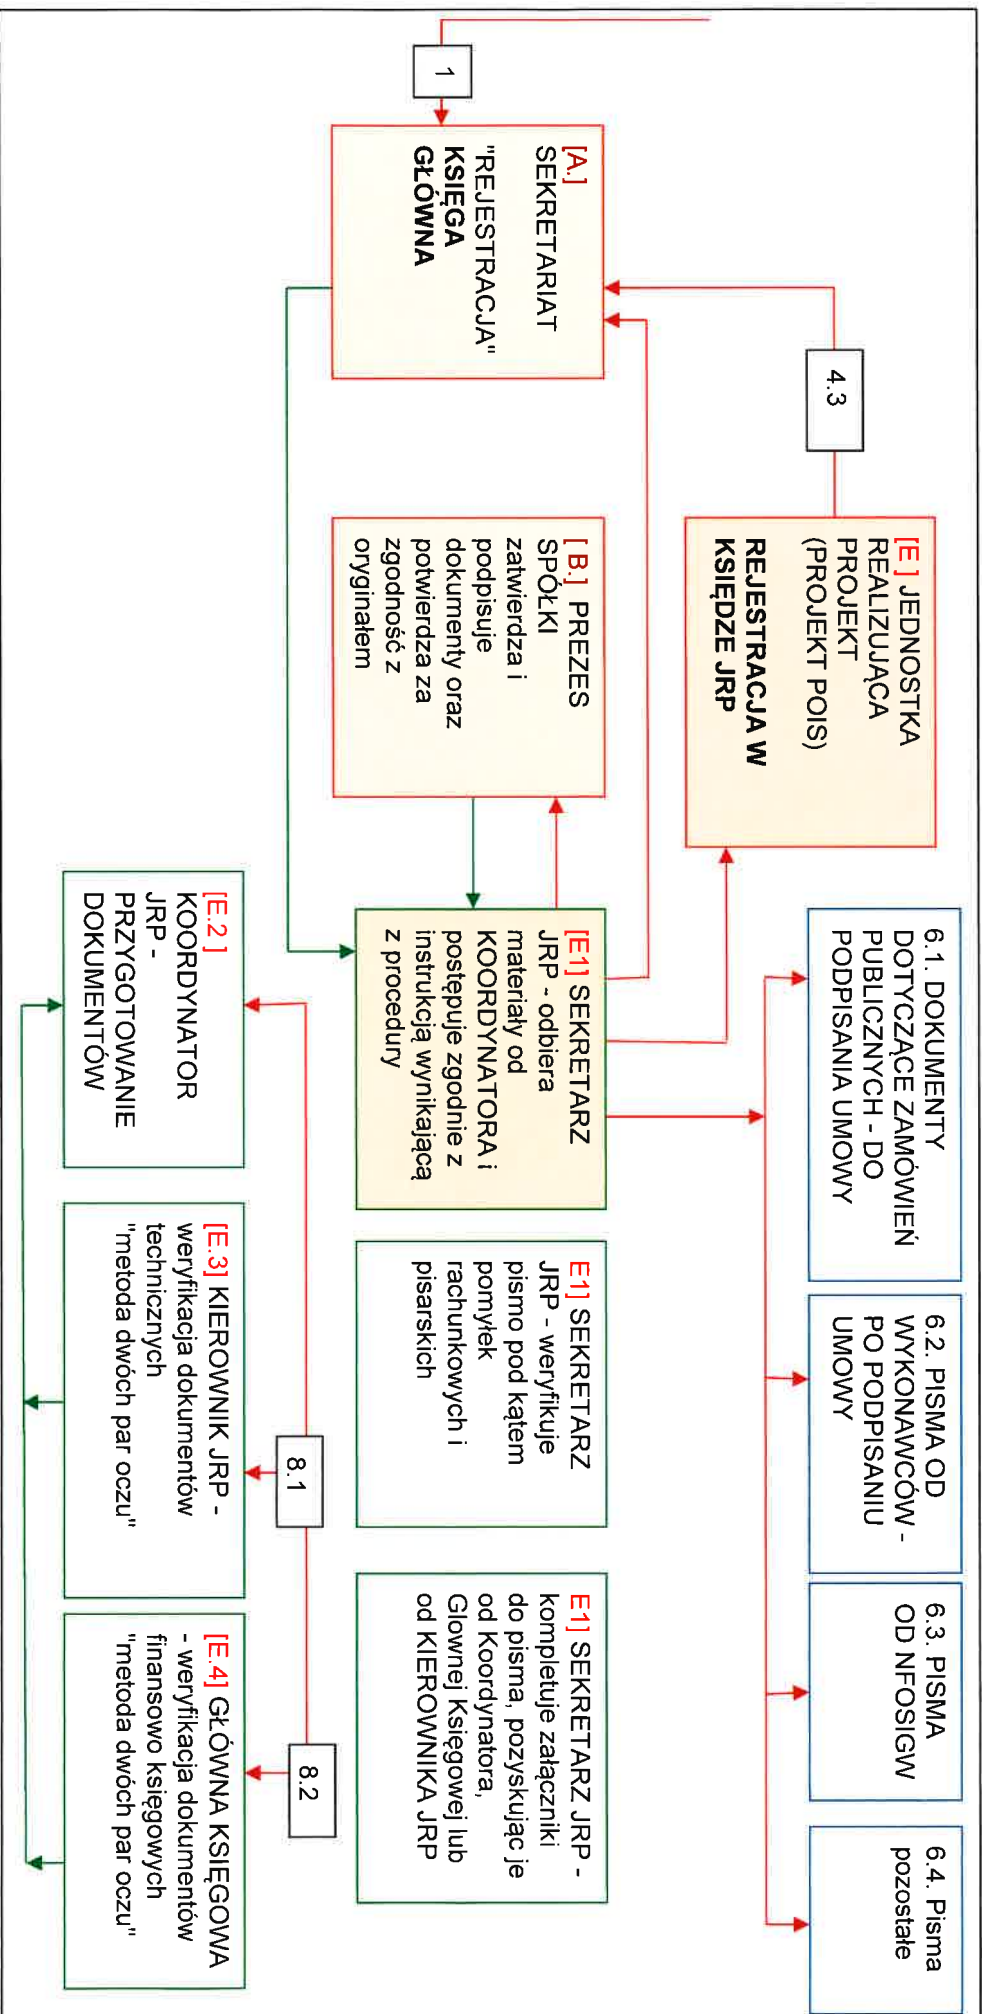 1
[A.]
SEKRETARIAT
"REJESTRACJA"
KSIĘGA
GŁÓWNA
4.3
[E ] JEDNOSTKA
REALIZUJĄCA
PROJEKT
(PROJEKT POIS)
REJESTRACJA W
KSIĘDZE JRP
[ B.] PREZES
SPÓŁKI
zatwierdza i
podpisuje
dokumenty oraz
potwierdza za
zgodność z
oryginałem
6.1. DOKUMENTY
DOTYCZĄCE ZAMÓWIEŃ
PUBLICZNYCH - DO
PODPISANIA UMOWY
6.2. PISMA OD
WYKONAWCÓW -
PO PODPISANIU
UMOWY
6.3. PISMA
OD NFOSIGW
6.4. Pisma
pozostałe
[E1] SEKRETARZ
JRP - odbiera
materiały od
KOORDYNATORA i
postępuje zgodnie z
instrukcją wynikającą
z procedury
E1] SEKRETARZ
JRP - weryfikuje
pismo pod kątem
pomyłek
rachunkowych i
pisarskich
E1] SEKRETARZ JRP -
kompletuje załączniki
do pisma, pozyskując je
od Koordynatora,
Glownej Księgowej lub
od KIEROWNIKA JRP
8.1
8.2
[E.2 ]
KOORDYNATOR
JRP -
PRZYGOTOWANIE
DOKUMENTÓW
[E.3] KIEROWNIK JRP -
weryfikacja dokumentów
technicznych
"metoda dwóch par oczu"
[E.4] GŁÓWNA KSIĘGOWA
- weryfikacja dokumentów
finansowo księgowych
"metoda dwóch par oczu"